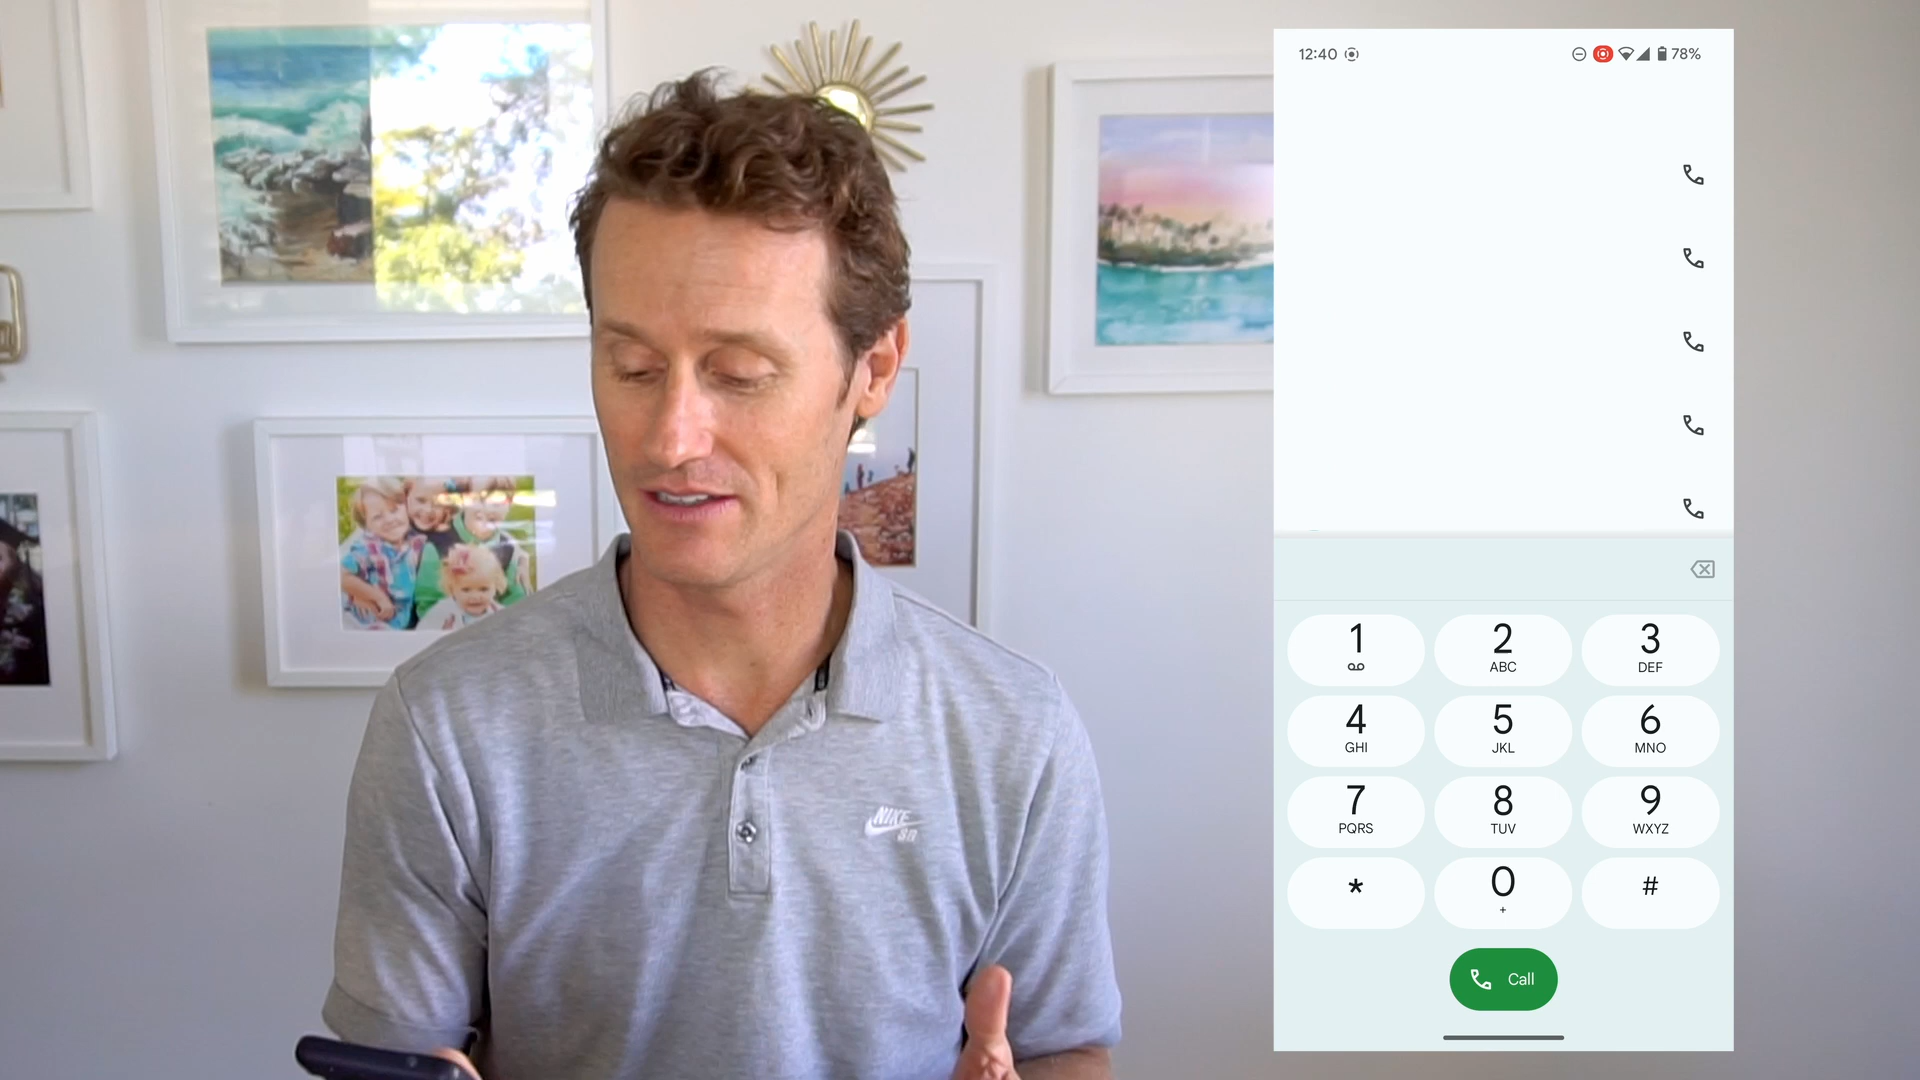 12:40
78%
1
2
ABC
3
DEF
4
GHI
5
JKL
6
MNO
7
PQRS
8
TUV
9
WXYZ
*
0
+
#
Call
NIKE
SB